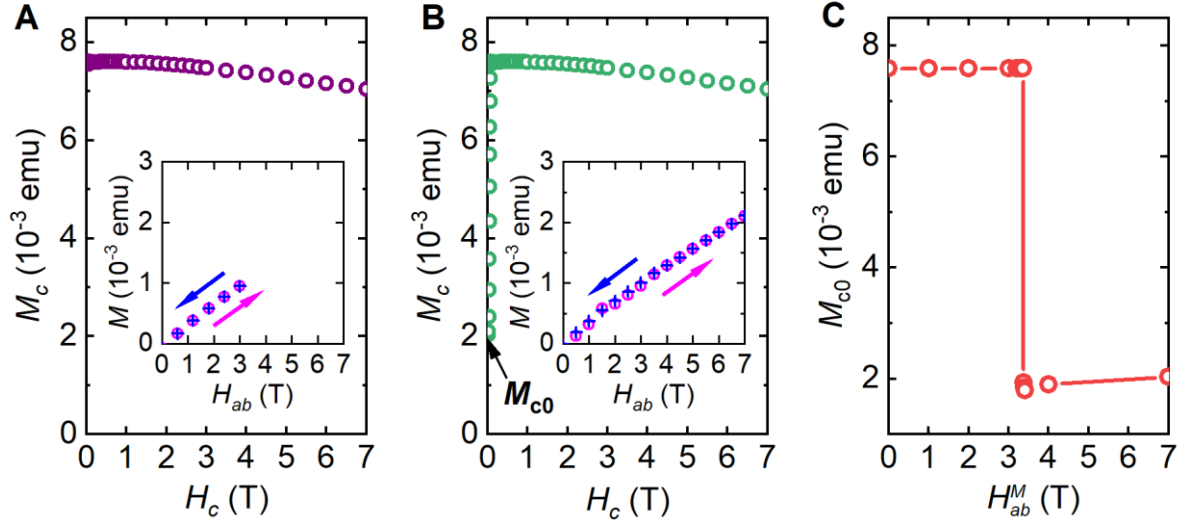 A
8
6
4
2
0
M_c (10^-3 emu)
0 1 2 3 4 5 6 7
H_c (T)
3
2
1
0
M (10^-3 emu)
0 1 2 3 4 5 6 7
H_ab (T)
B
8
6
4
2
0
M_c (10^-3 emu)
0 1 2 3 4 5 6 7
H_c (T)
M_c0
3
2
1
0
M (10^-3 emu)
0 1 2 3 4 5 6 7
H_ab (T)
C
8
6
4
2
M_c0 (10^-3 emu)
0 1 2 3 4 5 6 7
H_ab^M (T)